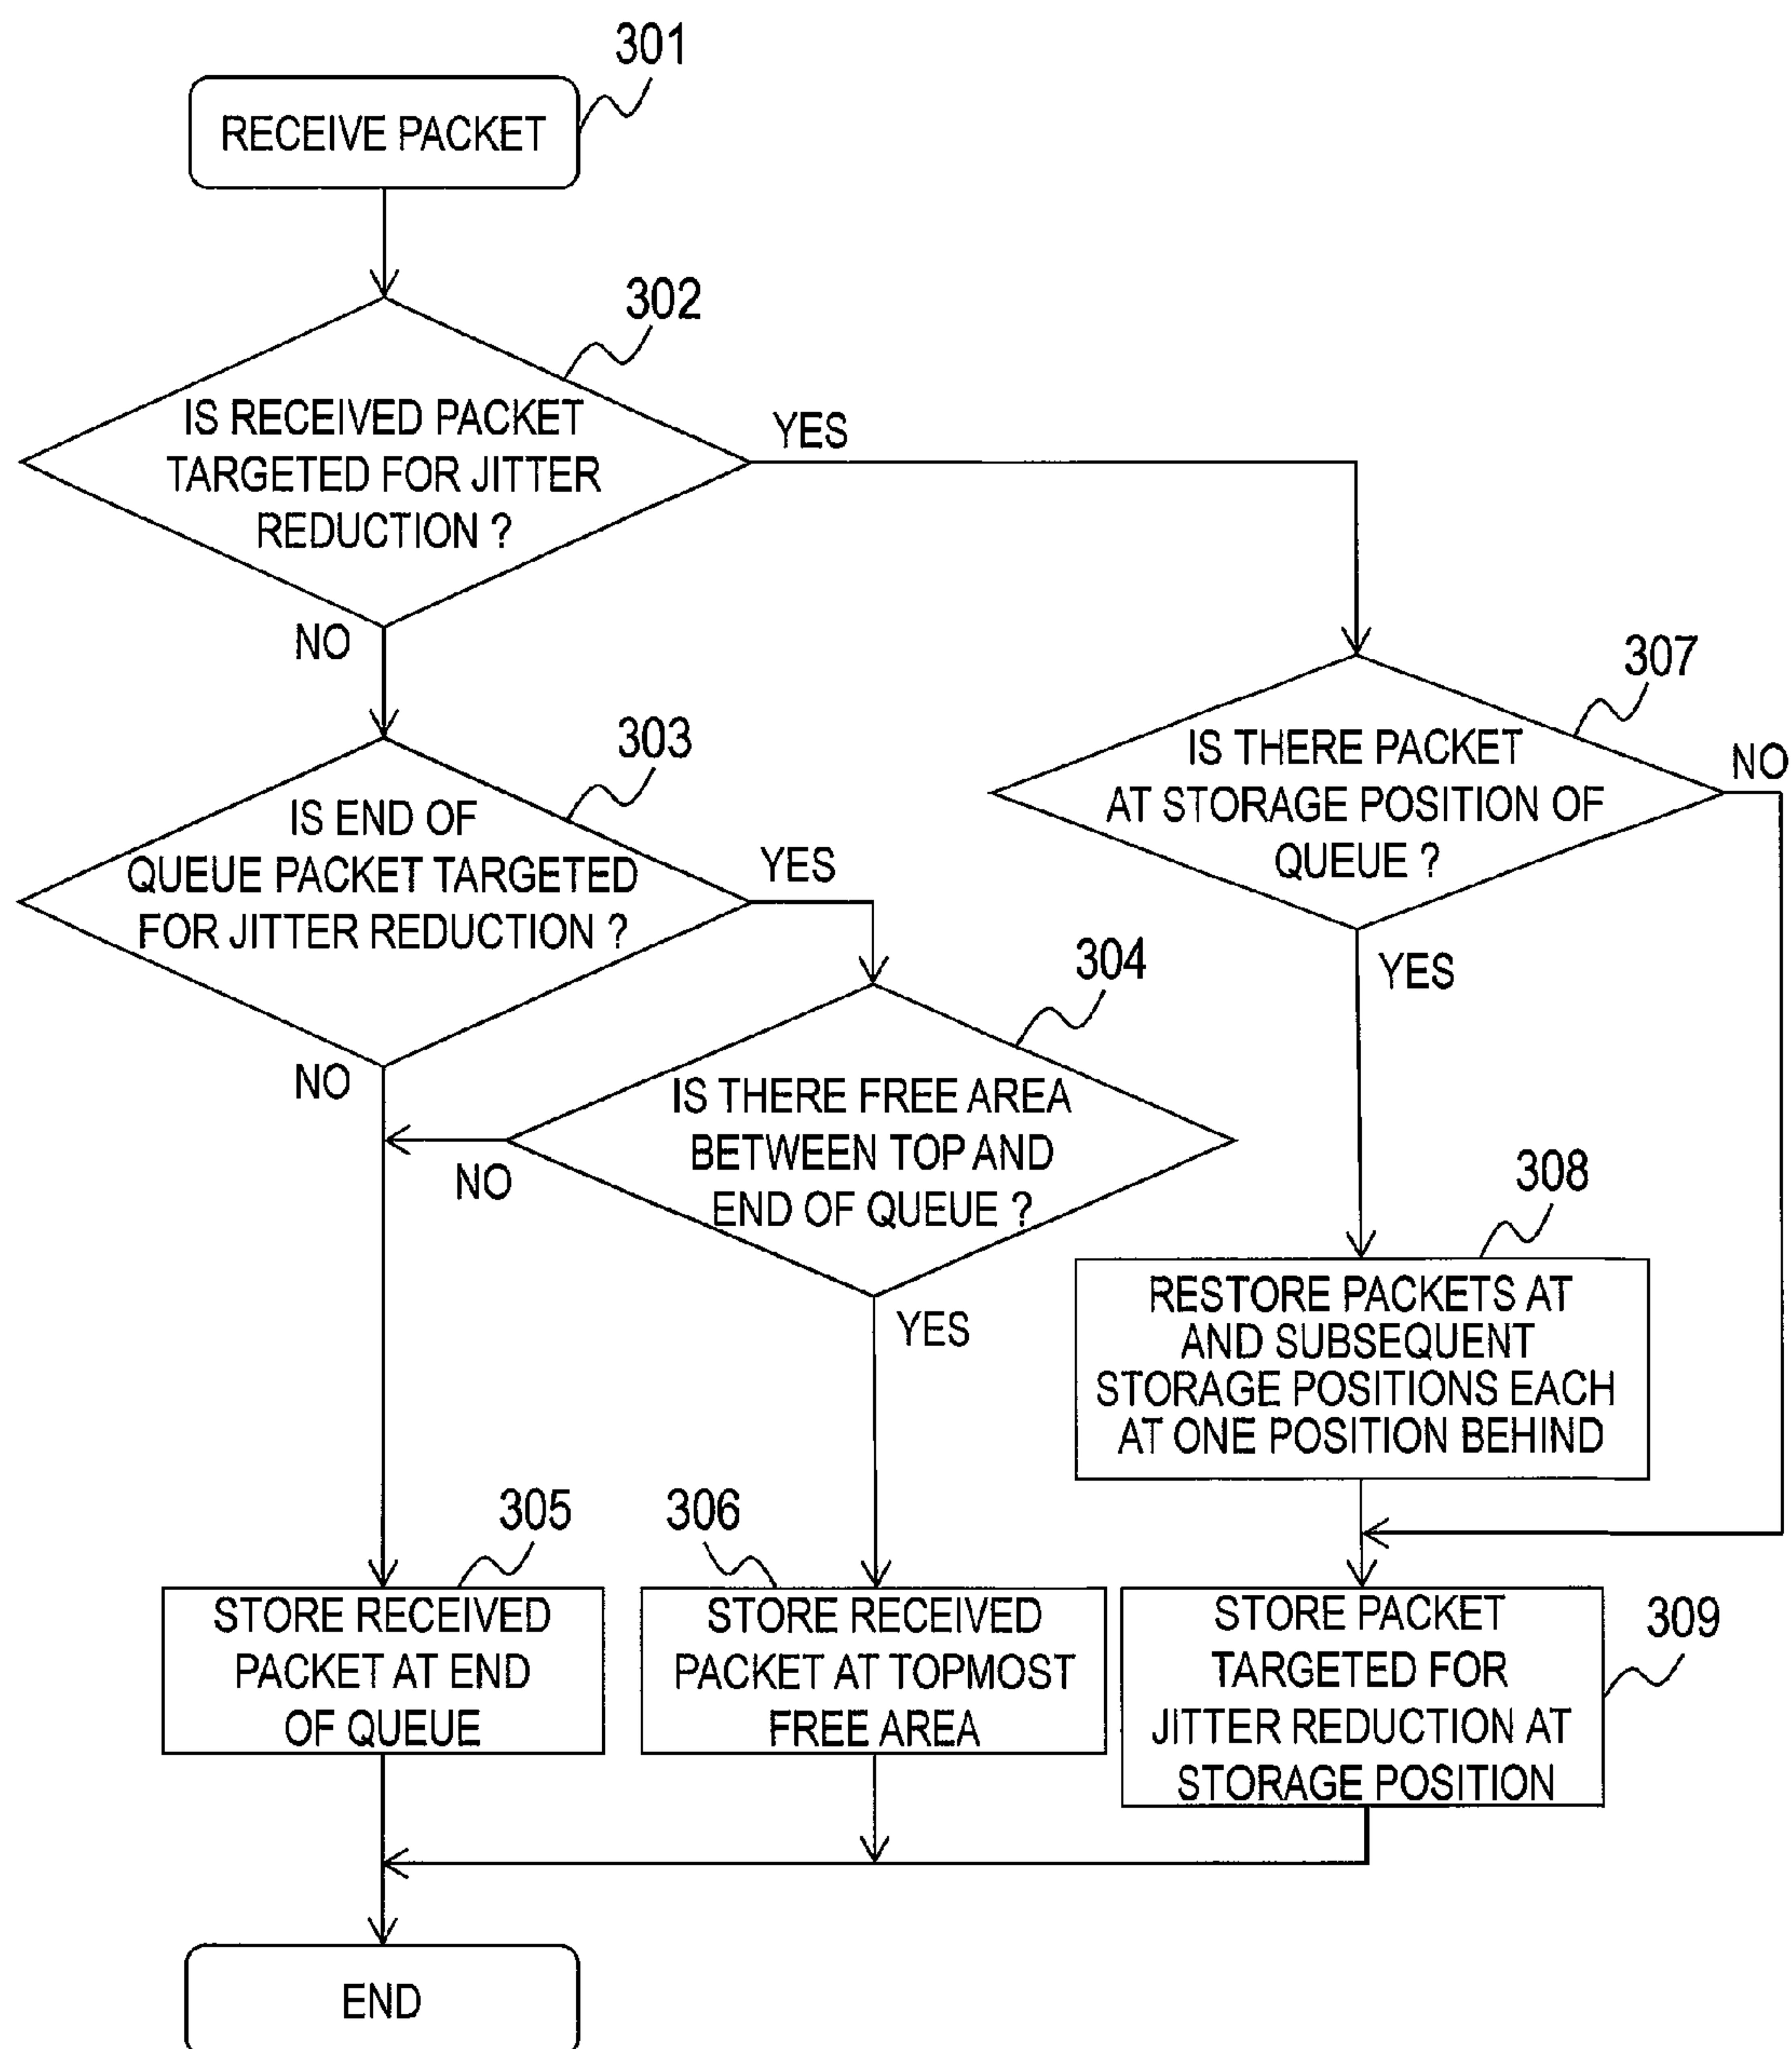 301
RECEIVE PACKET
302
IS RECEIVED PACKET
TARGETED FOR JITTER
REDUCTION ?
YES
NO
307
IS THERE PACKET
AT STORAGE POSITION OF
QUEUE ?
NO
YES
303
IS END OF
QUEUE PACKET TARGETED
FOR JITTER REDUCTION ?
YES
NO
304
IS THERE FREE AREA
BETWEEN TOP AND
END OF QUEUE ?
NO
YES
308
RESTORE PACKETS AT
AND SUBSEQUENT
STORAGE POSITIONS EACH
AT ONE POSITION BEHIND
305
STORE RECEIVED
PACKET AT END
OF QUEUE
306
STORE RECEIVED
PACKET AT TOPMOST
FREE AREA
309
STORE PACKET
TARGETED FOR
JITTER REDUCTION AT
STORAGE POSITION
END